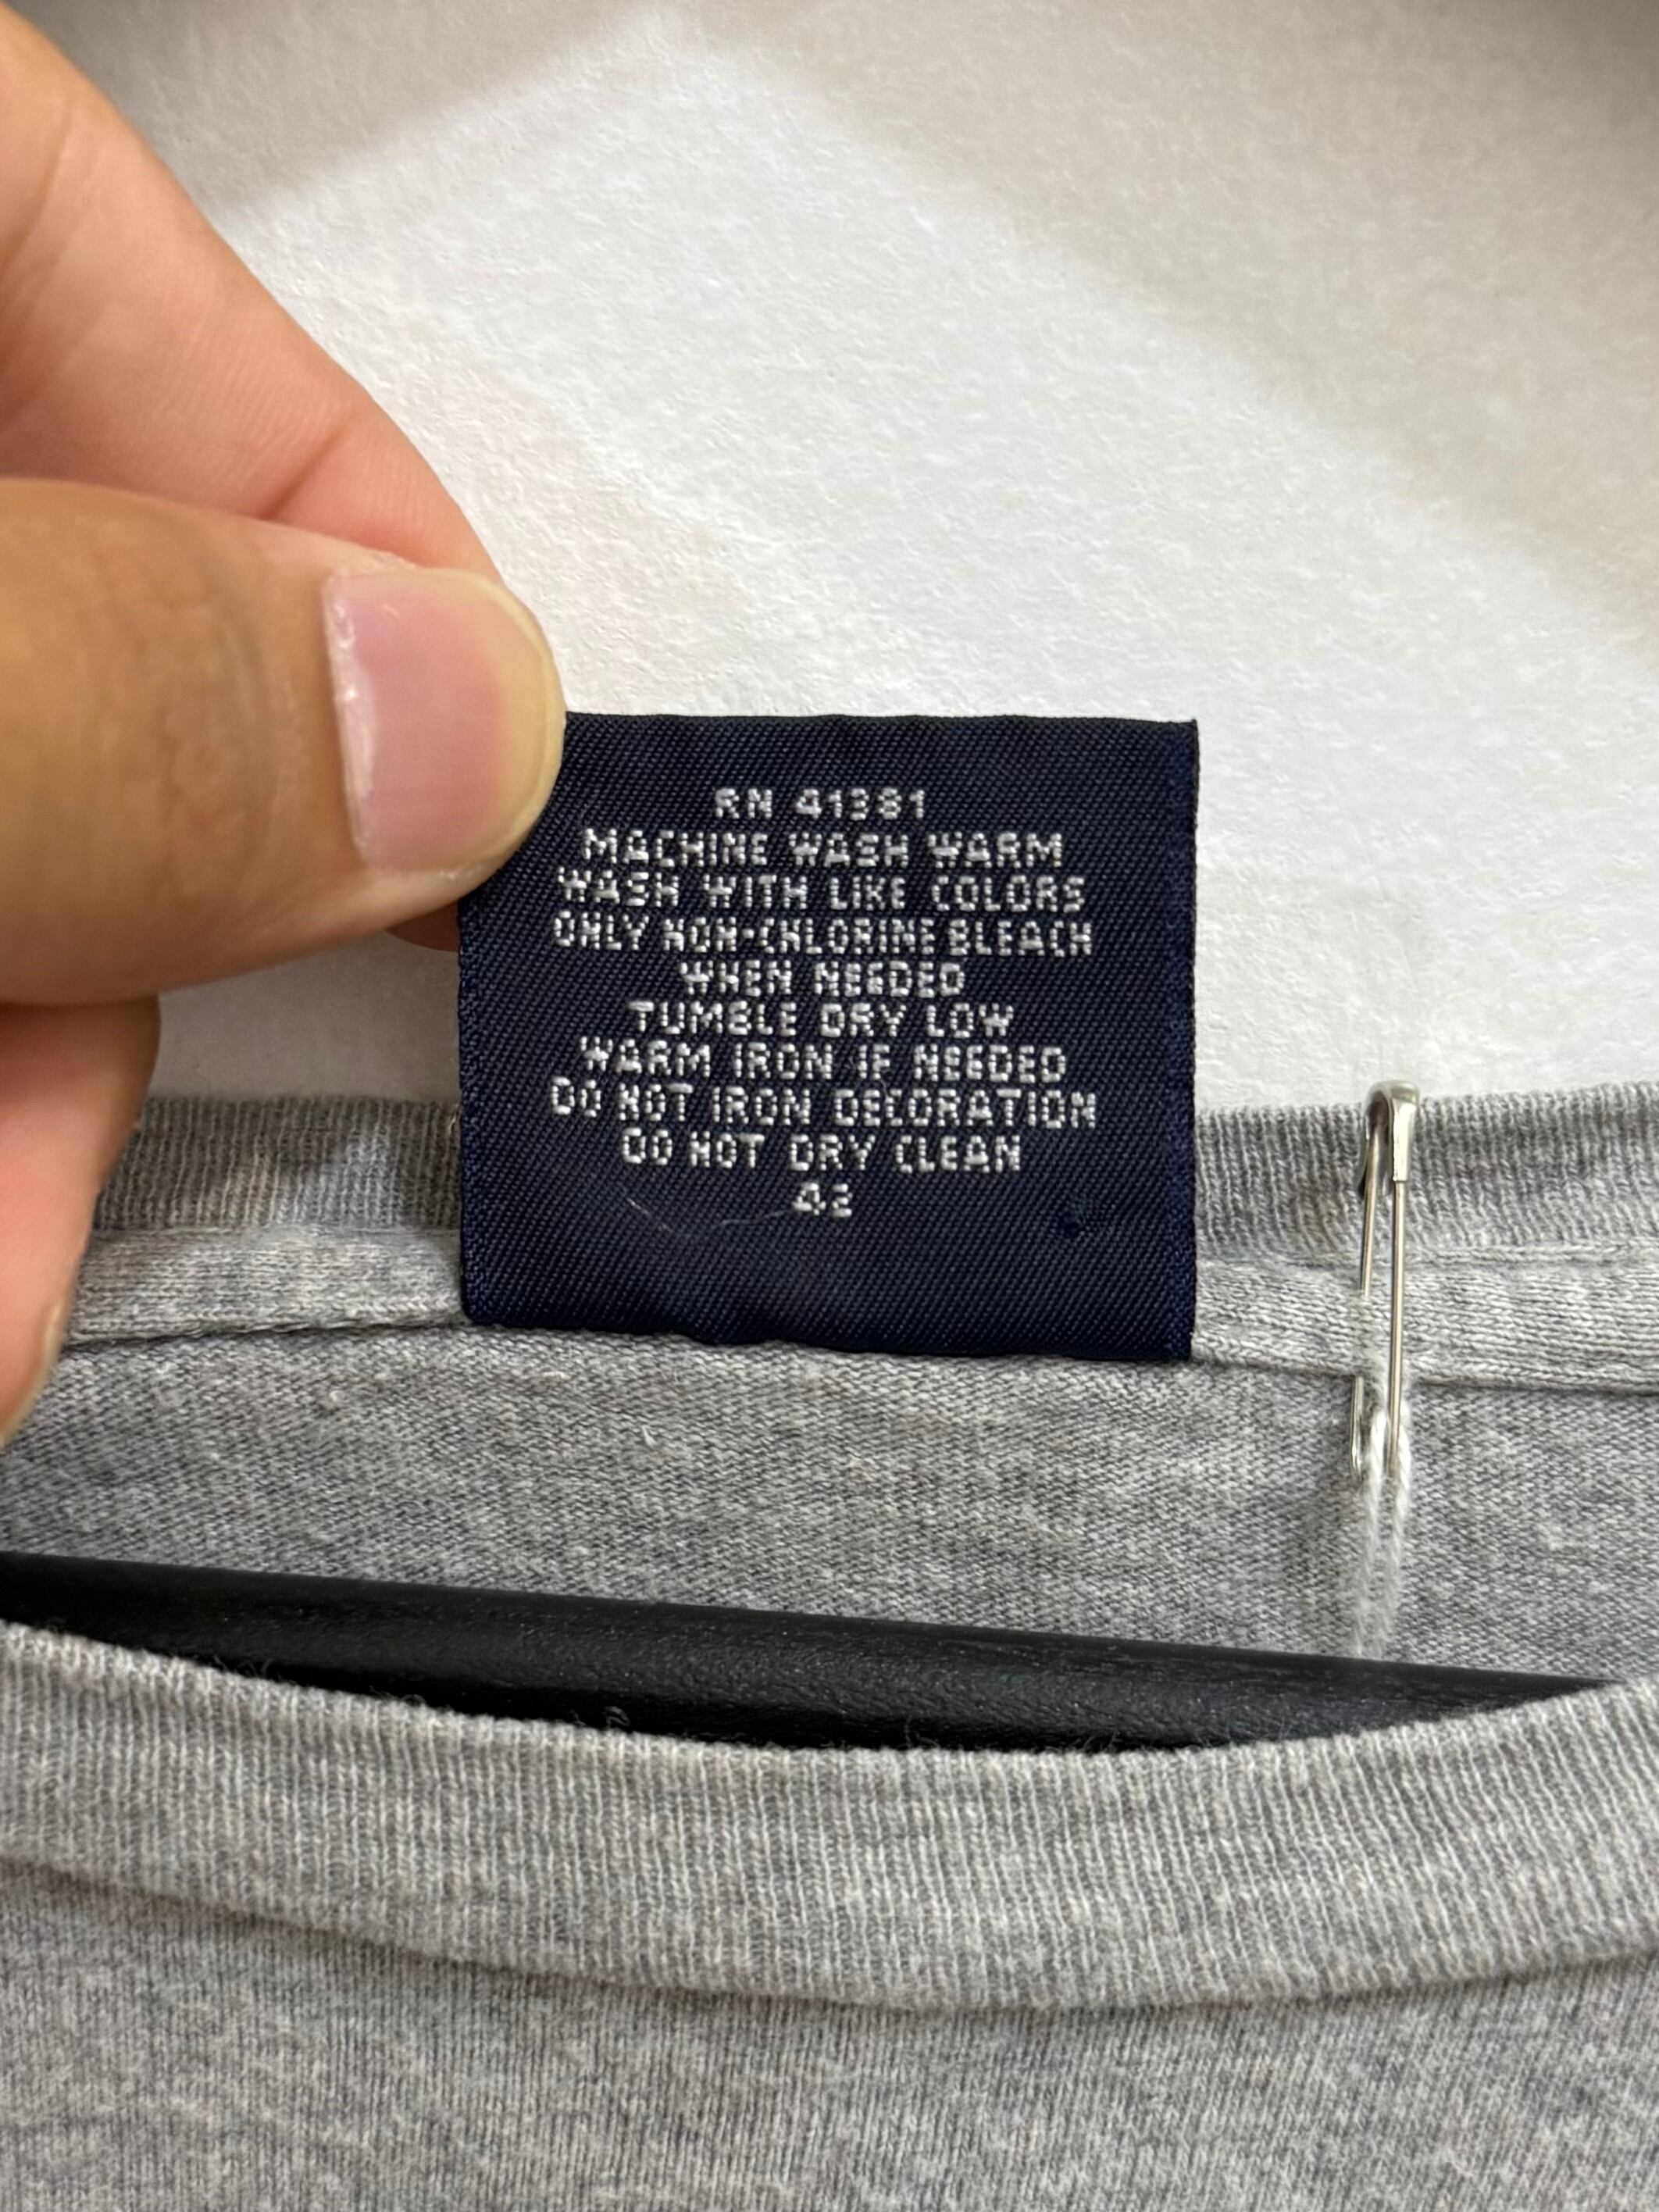 RN 41381
MACHINE WASH WARM
WASH WITH LIKE COLORS
ONLY NON-CHLORINE BLEACH
WHEN NEEDED
TUMBLE DRY LOW
WARM IRON IF NEEDED
DO NOT IRON DECORATION
DO NOT DRY CLEAN
42